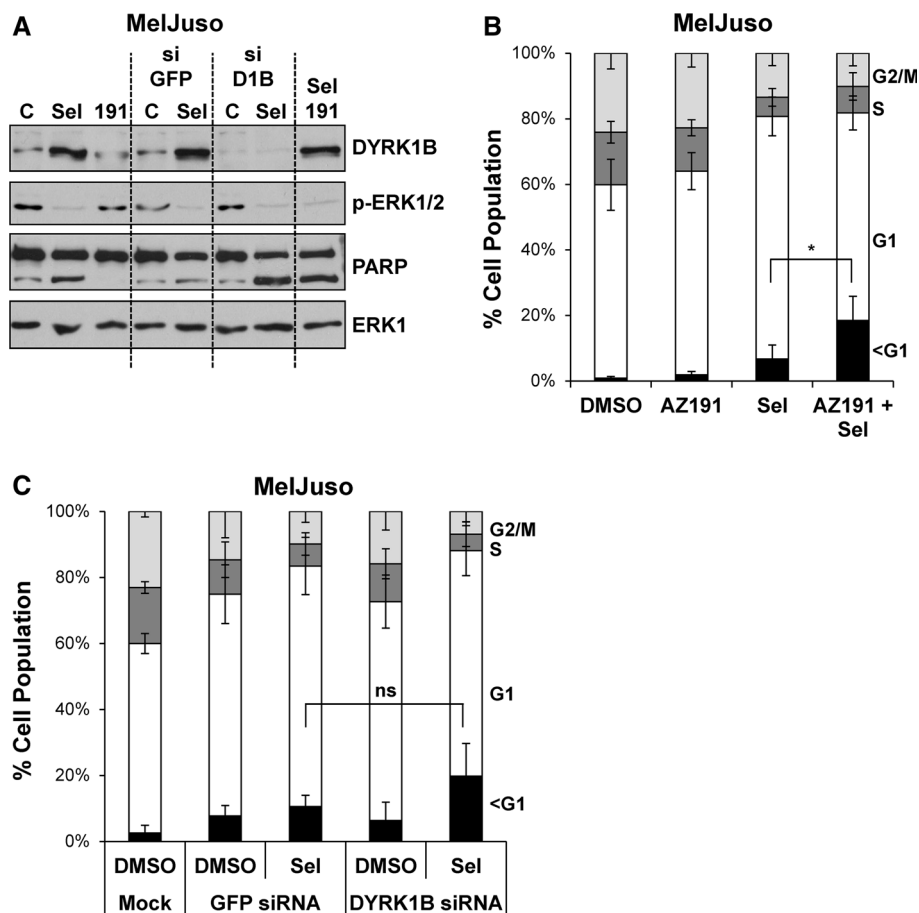 A
MelJuso
si
GFP
si
D1B
Sel
191
C Sel 191 C Sel C Sel
DYRK1B
p-ERK1/2
PARP
ERK1
B
MelJuso
% Cell Population
100%
80%
60%
40%
20%
0%
G2/M
S
G1
<G1
*
DMSO AZ191 Sel AZ191 +
Sel
C
MelJuso
% Cell Population
100%
80%
60%
40%
20%
0%
G2/M
S
G1
<G1
ns
DMSO DMSO Sel DMSO Sel
Mock GFP siRNA DYRK1B siRNA